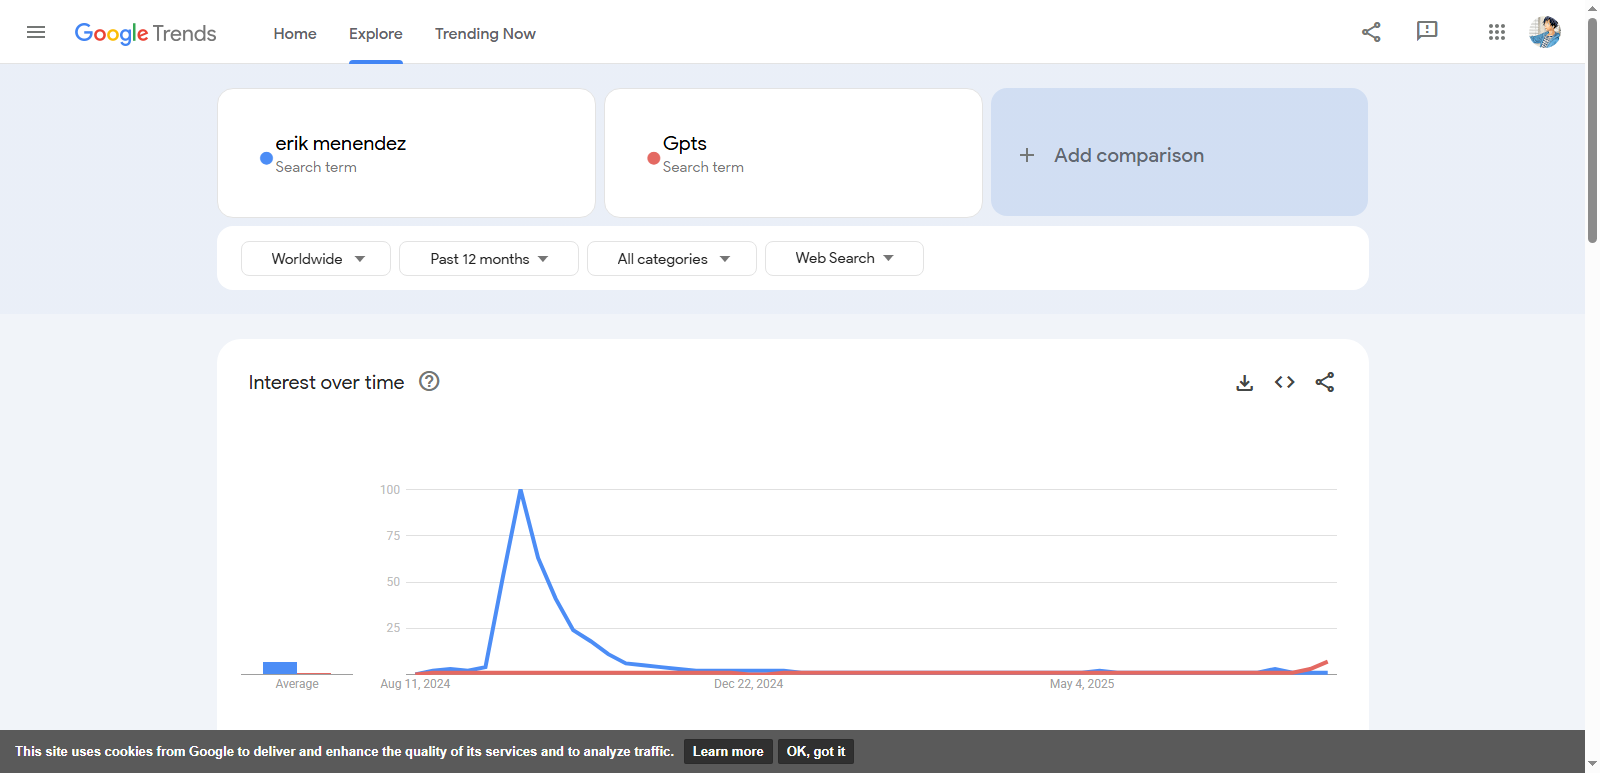 Google Trends
Home
Explore
Trending Now
erik menendez
Search term
Gpts
Search term
+ Add comparison
Worldwide
Past 12 months
All categories
Web Search
Interest over time
?
100
75
50
25
Average
Aug 11, 2024
Dec 22, 2024
May 4, 2025
This site uses cookies from Google to deliver and enhance the quality of its services and to analyze traffic.
Learn more
OK, got it